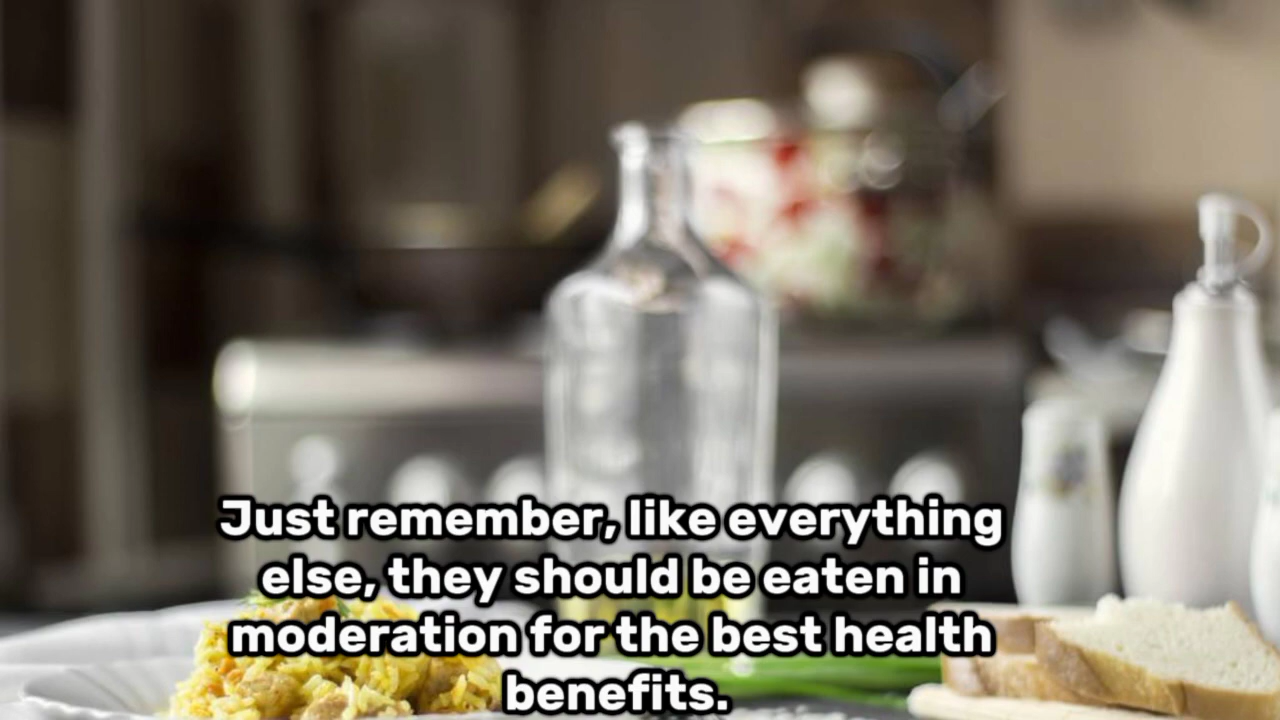 Just remember, like everything
else, they should be eaten in
moderation for the best health
benefits.